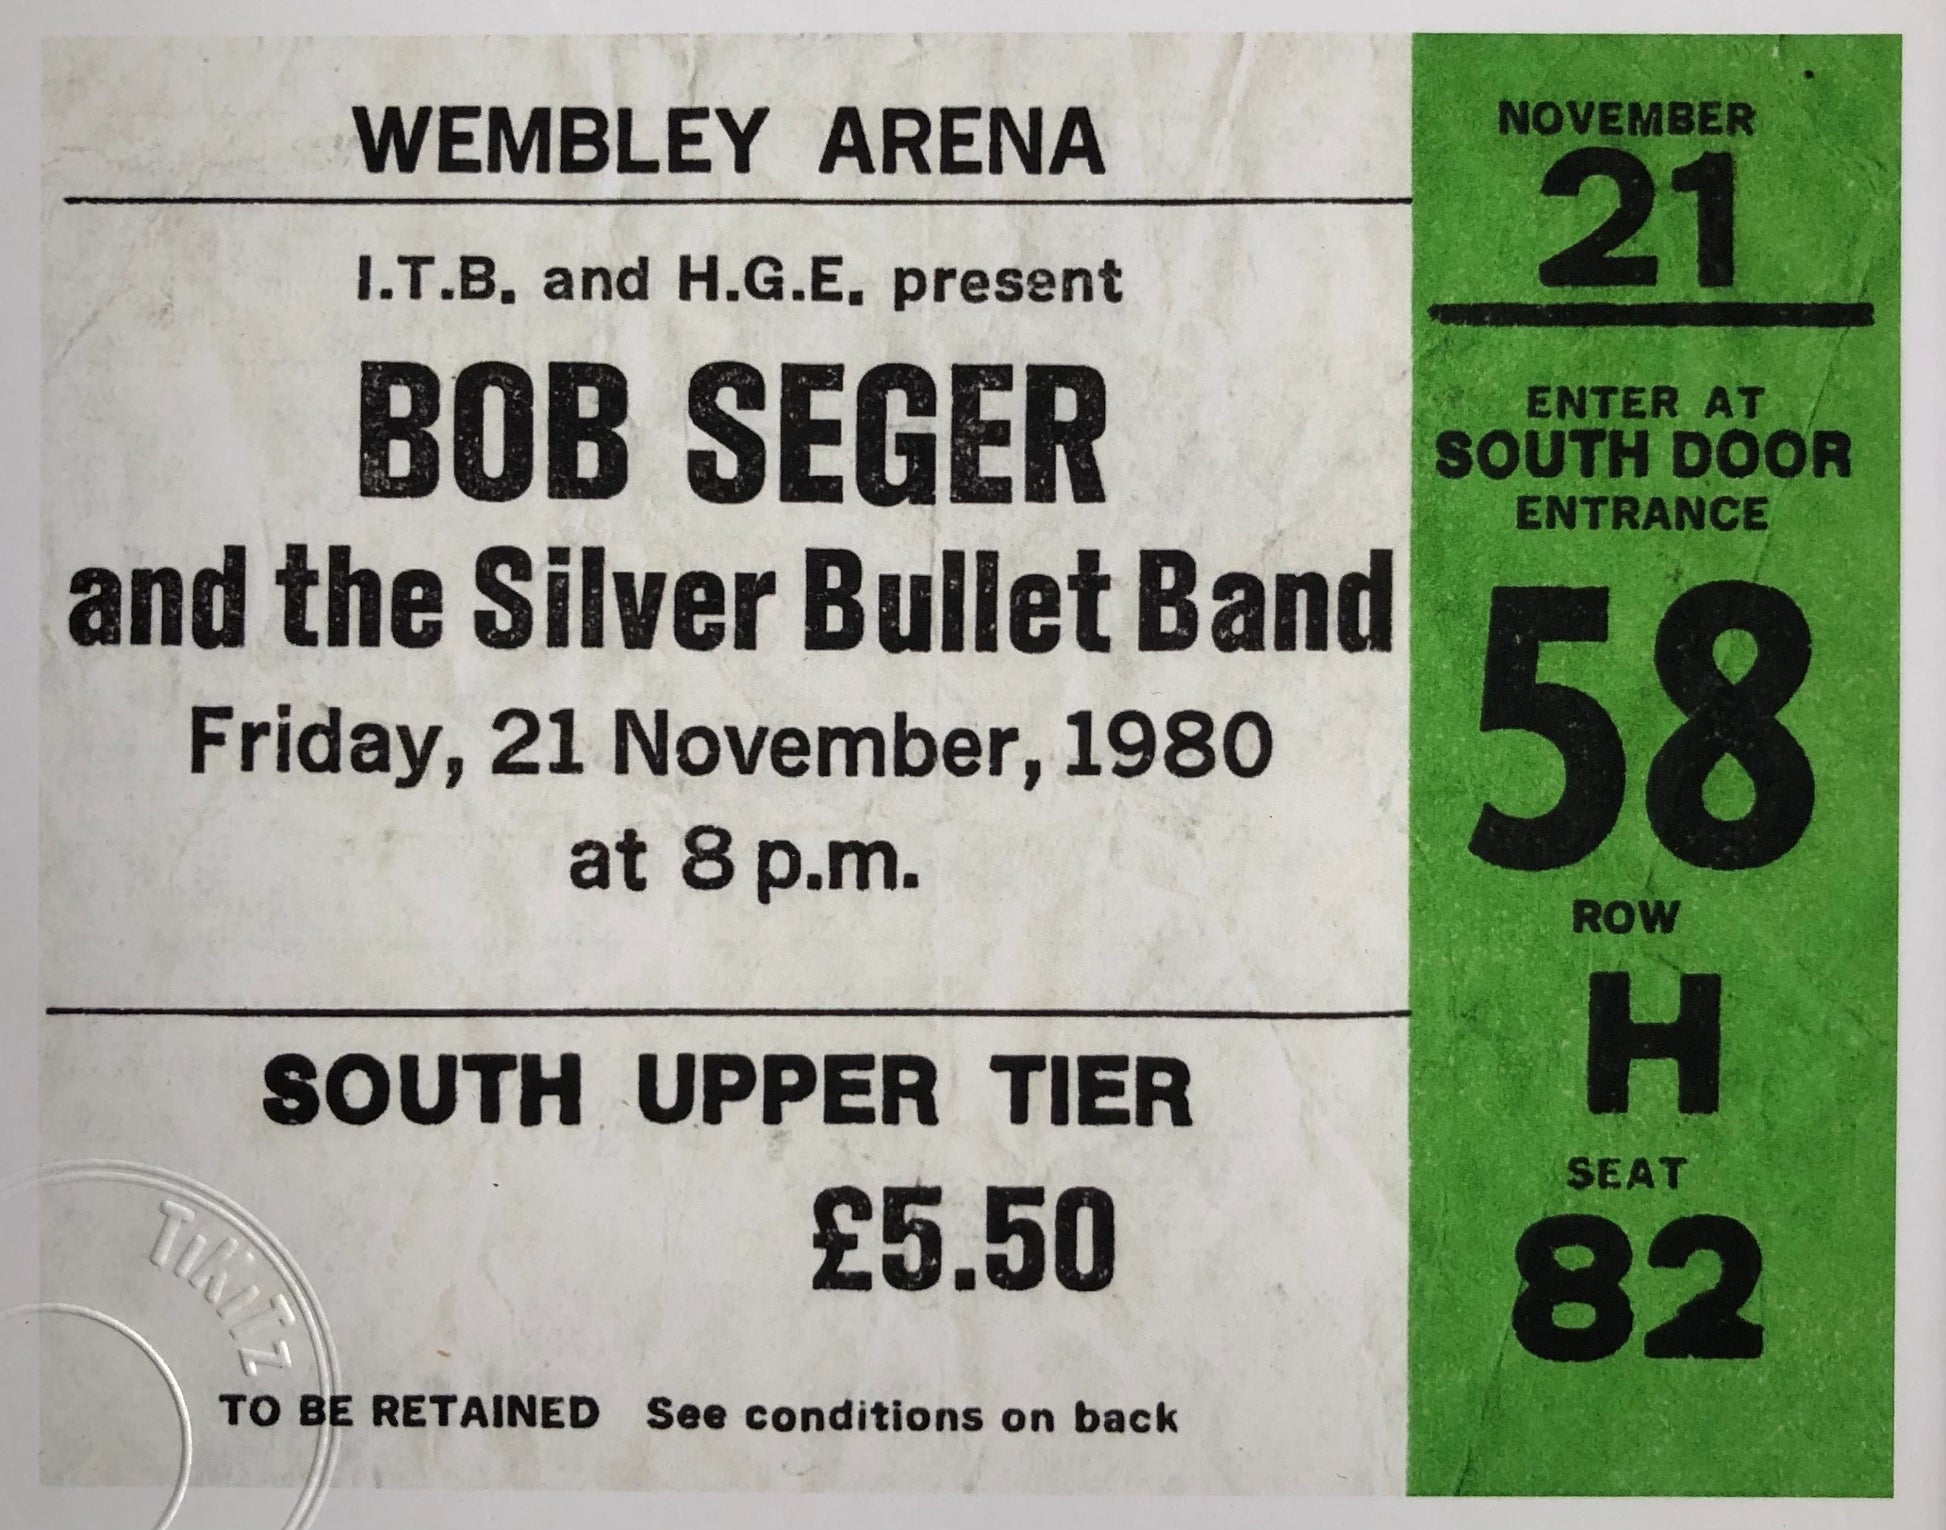 WEMBLEY ARENA
I.T.B. and H.G.E. present
BOB SEGER
and the Silver Bullet Band
Friday, 21 November, 1980
at 8 p.m.
SOUTH UPPER TIER
£5.50
TO BE RETAINED See conditions on back
TiKiTZ
NOVEMBER
21
ENTER AT
SOUTH DOOR
ENTRANCE
58
ROW
H
SEAT
82